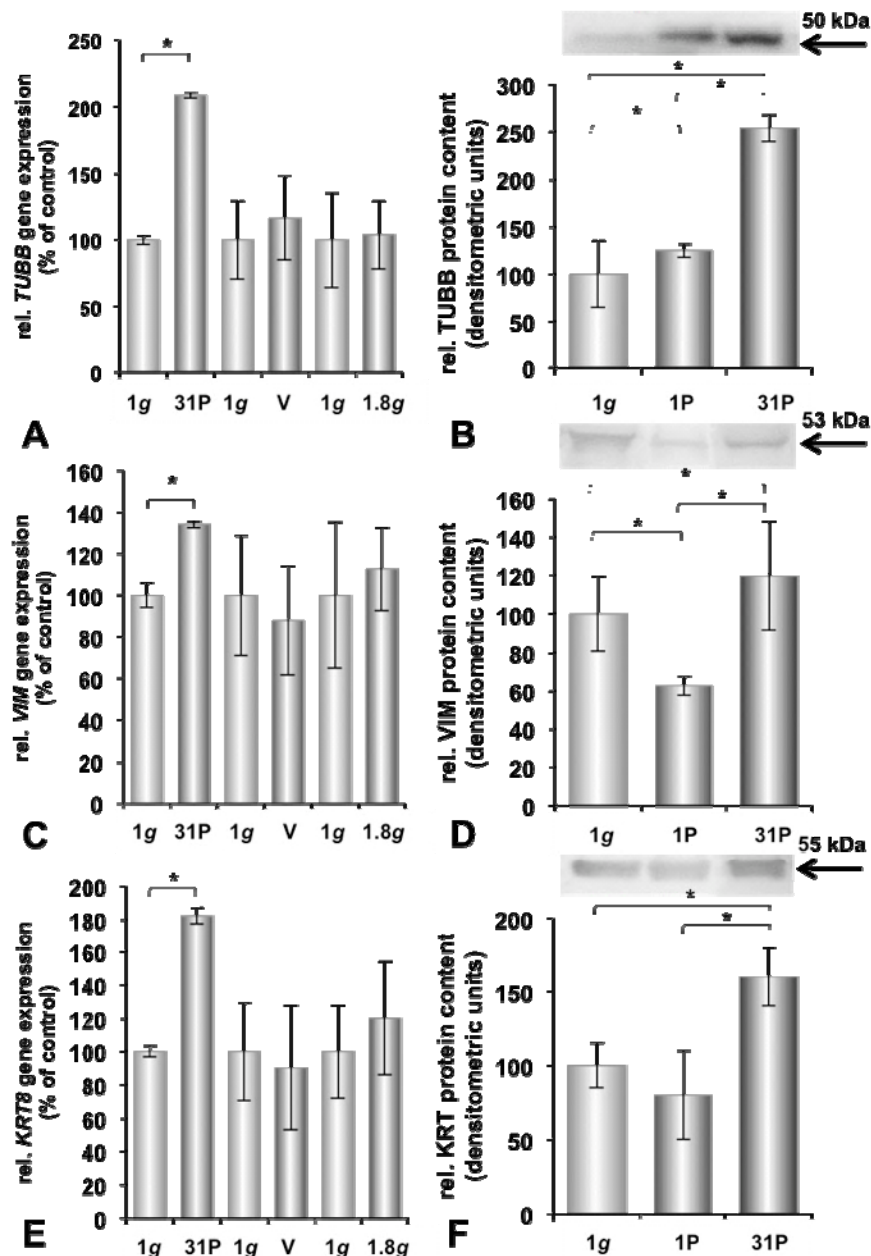 rel. TUBB gene expression
(% of control)
250
200
150
100
50
0
*
1g 31P 1g V 1g 1.8g
A
50 kDa
rel. TUBB protein content
(densitometric units)
300
250
200
150
100
50
0
*
*
*
1g 1P 31P
B
rel. VIM gene expression
(% of control)
160
140
120
100
80
60
40
20
0
*
1g 31P 1g V 1g 1.8g
C
53 kDa
rel. VIM protein content
(densitometric units)
160
140
120
100
80
60
40
20
0
*
*
*
1g 1P 31P
D
rel. KRT8 gene expression
(% of control)
200
180
160
140
120
100
80
60
40
20
0
*
1g 31P 1g V 1g 1.8g
E
55 kDa
rel. KRT protein content
(densitometric units)
200
150
100
50
0
*
*
1g 1P 31P
F